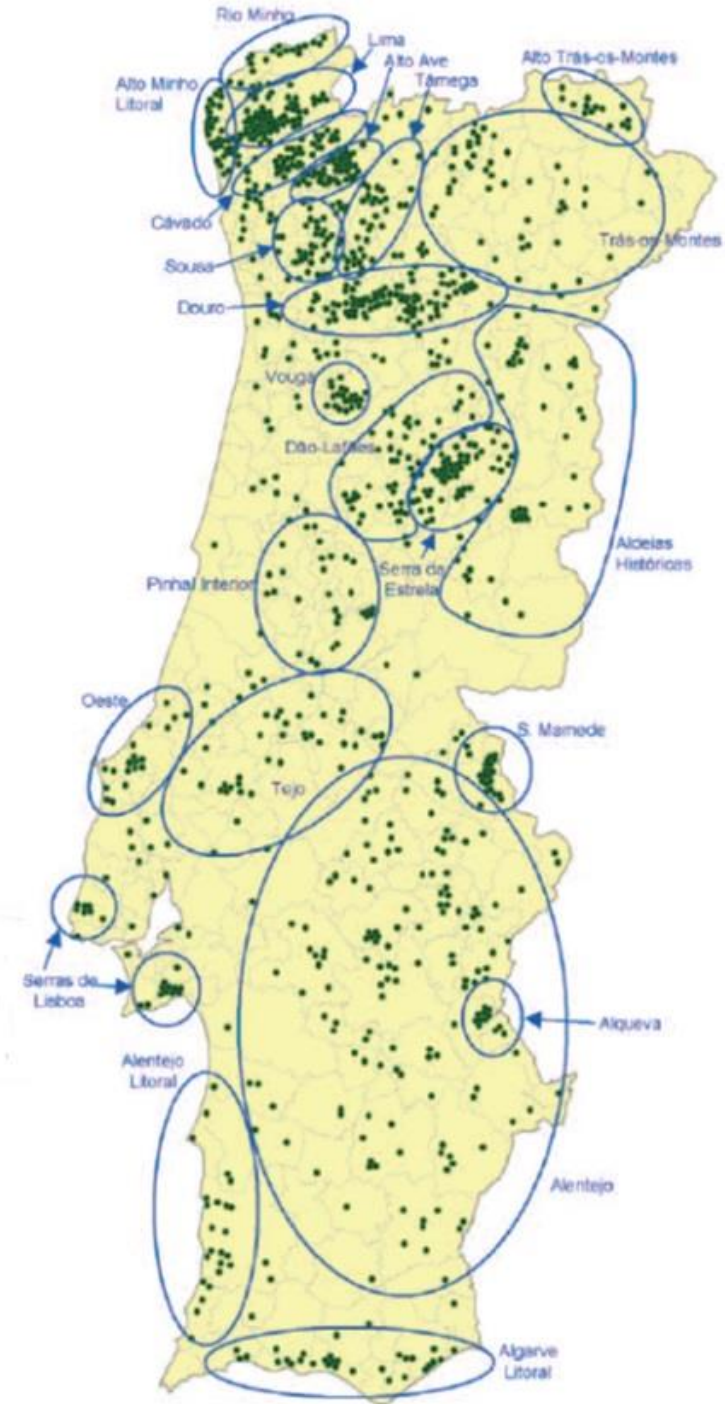 Rio Minho
Lima
Alto Ave
Tâmega
Alto Trás-os-Montes
Alto Minho
Litoral
Cávado
Trás-os-Montes
Sousa
Douro
Vouga
Dão-Lafões
Aldeias
Históricas
Serra da
Estrela
Pinhal Interior
Oeste
S. Mamede
Tejo
Serras de
Lisboa
Alqueva
Alentejo
Litoral
Alentejo
Algarve
Litoral